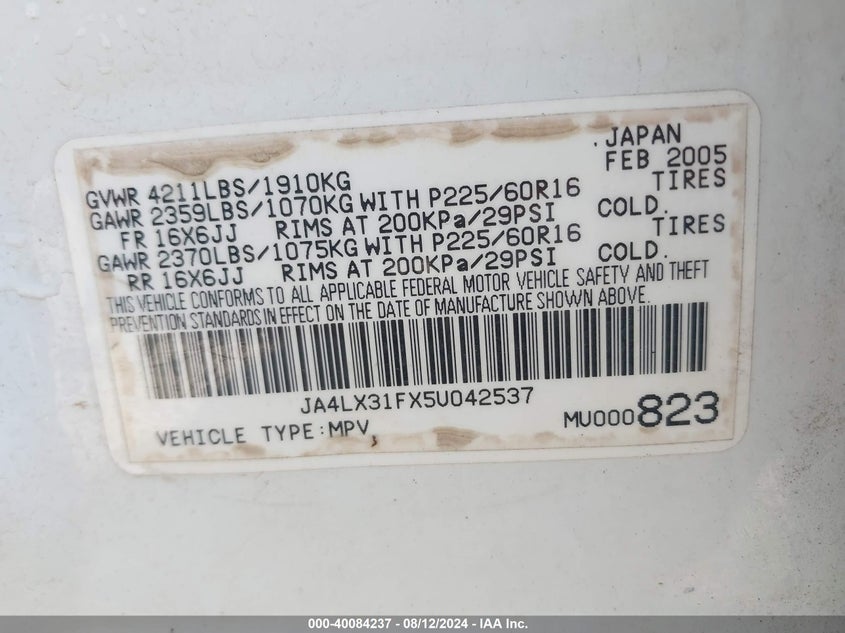 .JAPAN
FEB 2005
GVWR 4211LBS/1910KG
GAWR 2359LBS/1070KG WITH P225/60R16 TIRES
FR 16X6JJ RIMS AT 200KPa/29PSI COLD.
GAWR 2370LBS/1075KG WITH P225/60R16 TIRES
RR 16X6JJ RIMS AT 200KPa/29PSI COLD.
THIS VEHICLE CONFORMS TO ALL APPLICABLE FEDERAL MOTOR VEHICLE SAFETY AND THEFT
PREVENTION STANDARDS IN EFFECT ON THE DATE OF MANUFACTURE SHOWN ABOVE.
JA4LX31FX5U042537
VEHICLE TYPE:MPV
MU000823
000-40084237 - 08/12/2024 - IAA Inc.